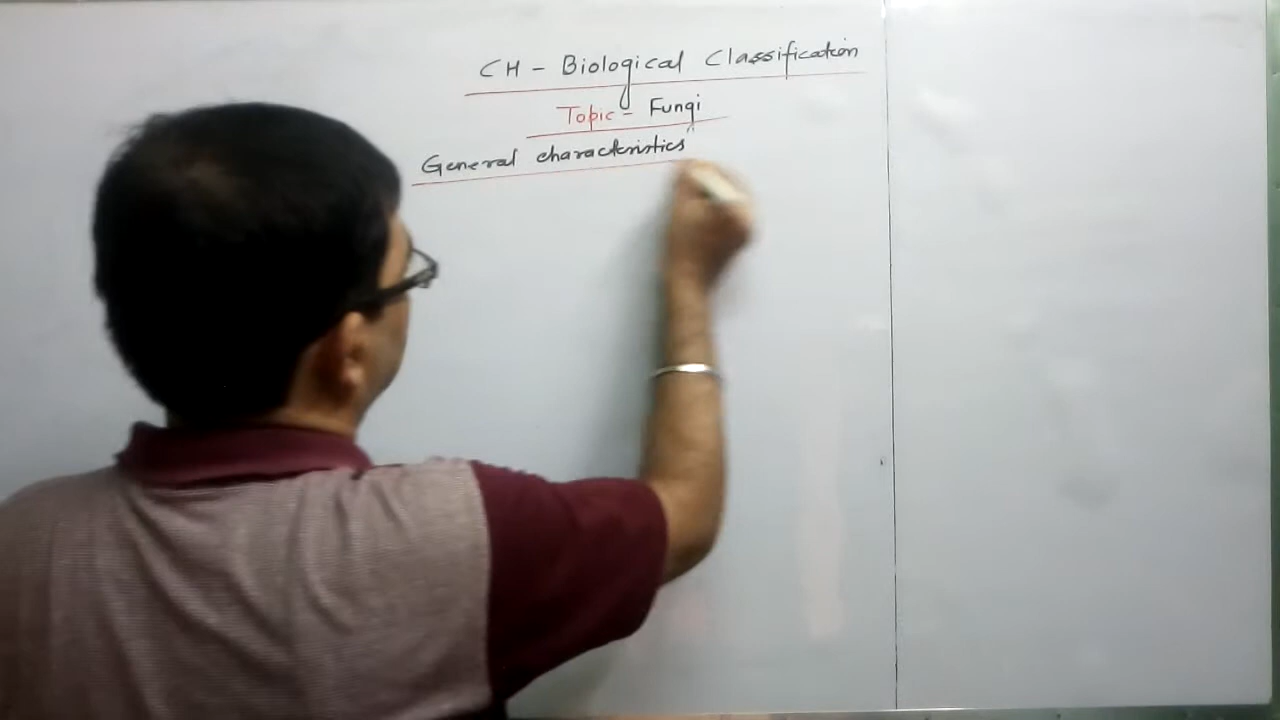 CH - Biological Classification
Topic - Fungi
General characteristics